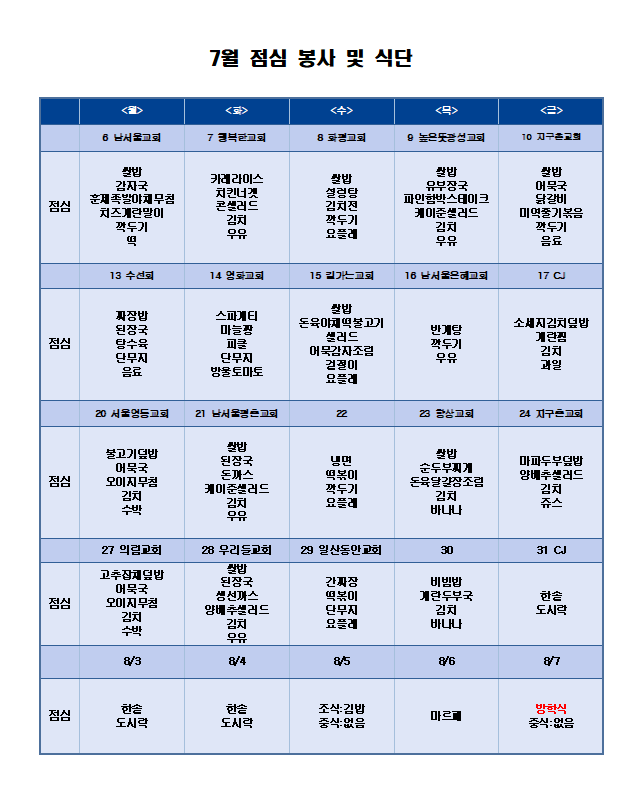 7월 점심 봉사 및 식단
<월> <화> <수> <목> <금>
6 남서울교회 7 행복한교회 8 화평교회 9 높은뜻광성교회 10 지구촌교회
점심
쌀밥
감자국
훈제족발야채무침
치즈계란말이
깍두기
떡
카레라이스
치킨너겟
콘샐러드
김치
우유
쌀밥
설렁탕
김치전
깍두기
요플레
쌀밥
유부장국
파인함박스테이크
케이준샐러드
김치
우유
쌀밥
어묵국
닭갈비
미역줄기볶음
깍두기
음료
13 수선회 14 영화교회 15 길가는교회 16 남서울은혜교회 17 CJ
점심
짜장밥
된장국
탕수육
단무지
음료
스파게티
마늘빵
피클
단무지
방울토마토
쌀밥
돈육야채떡불고기
샐러드
어묵감자조림
겉절이
요플레
반계탕
깍두기
우유
소세지김치덮밥
계란찜
김치
과일
20 서울영동교회 21 남서울평촌교회 22 23 향상교회 24 지구촌교회
점심
불고기덮밥
어묵국
오이지무침
김치
수박
쌀밥
된장국
돈까스
케이준샐러드
김치
우유
냉면
떡볶이
깍두기
요플레
쌀밥
순두부찌개
돈육달걀장조림
김치
바나나
마파두부덮밥
양배추샐러드
김치
쥬스
27 의림교회 28 우리들교회 29 일산동안교회 30 31 CJ
점심
고추잡채덮밥
어묵국
오이지무침
김치
수박
쌀밥
된장국
생선까스
양배추샐러드
김치
우유
간짜장
떡볶이
단무지
요플레
비빔밥
계란두부국
김치
바나나
한솥
도시락
8/3 8/4 8/5 8/6 8/7
점심
한솥
도시락
한솥
도시락
조식:김밥
중식:없음
마르쉐
방학식
중식:없음